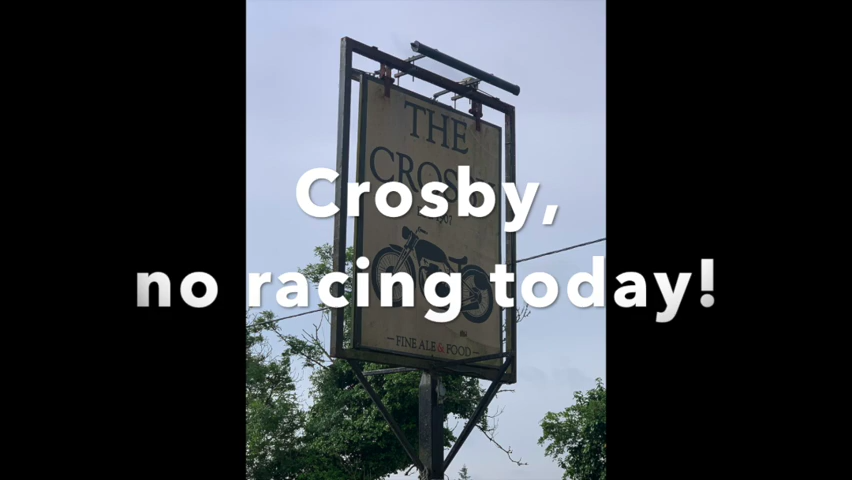 THE
Crosby,
no racing today!
— FINE ALE & FOOD —